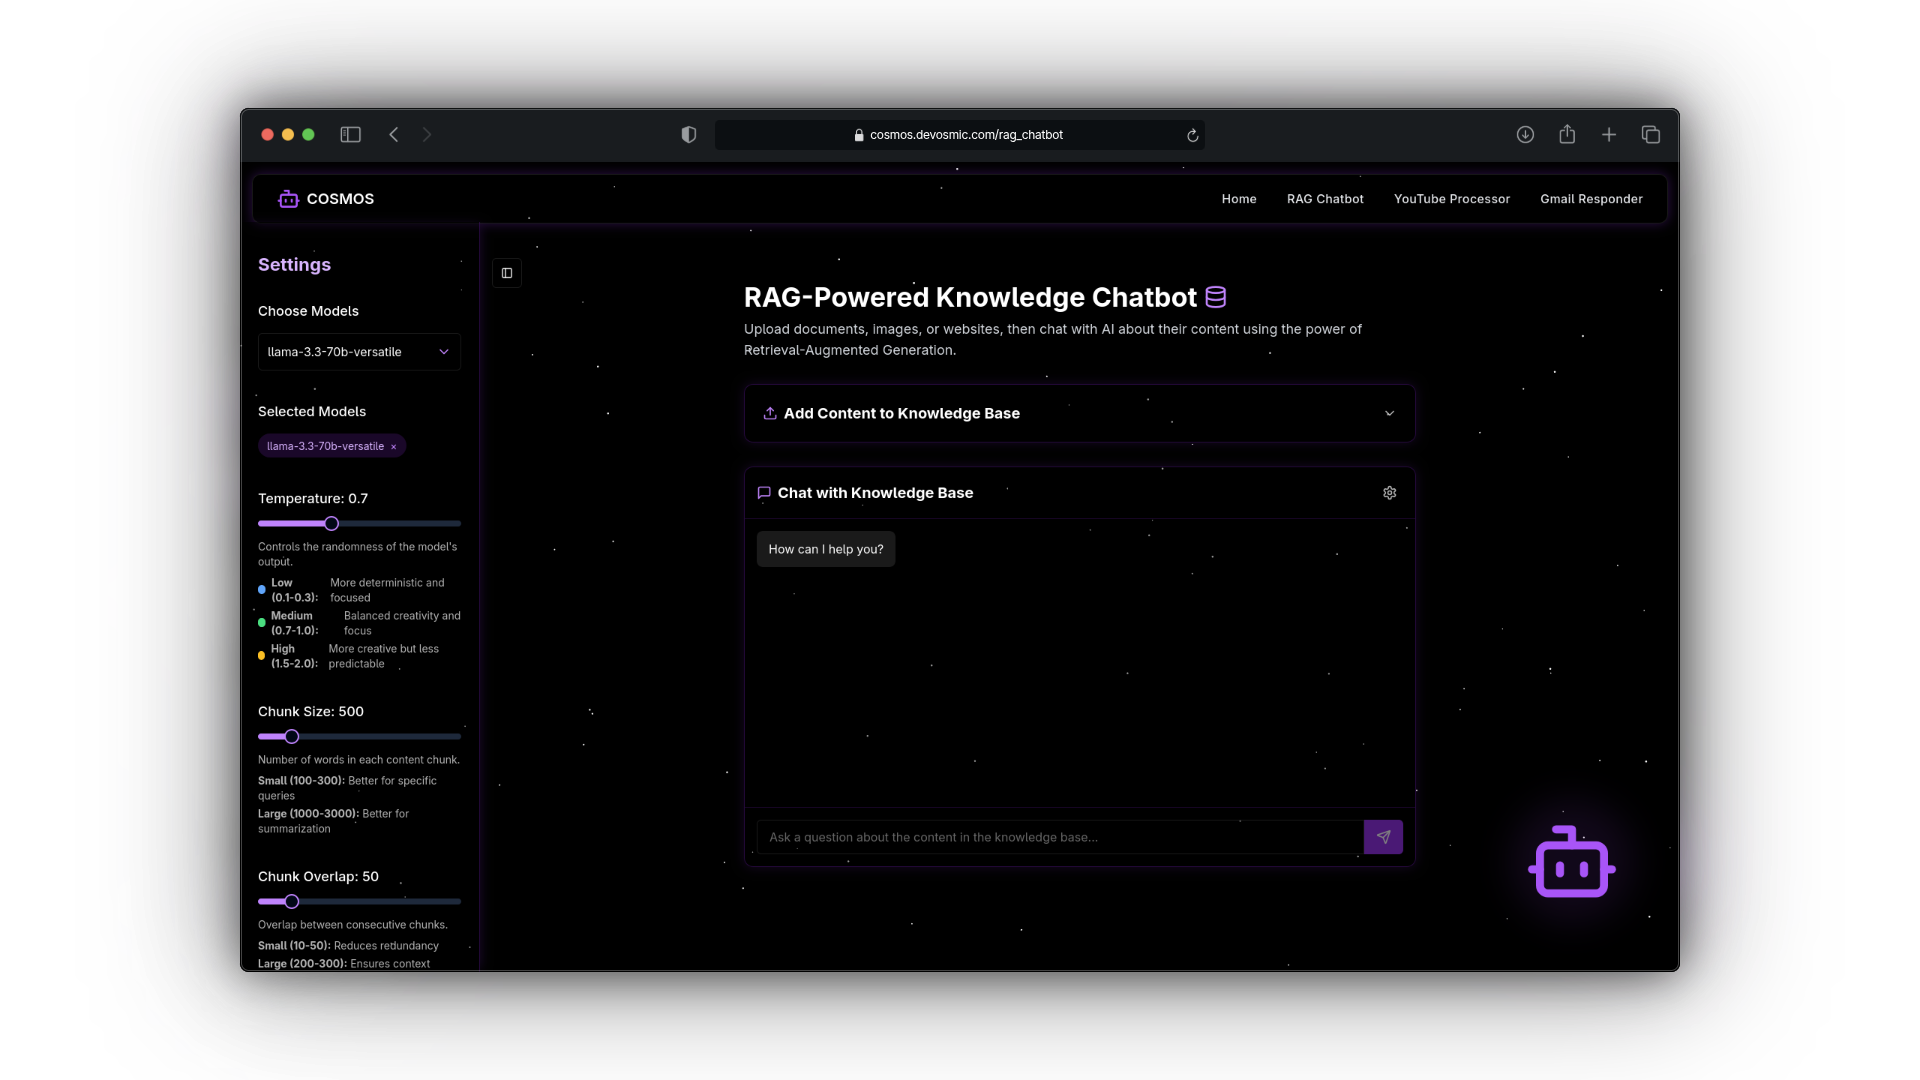 cosmos.devosmic.com/rag_chatbot
COSMOS
Home
RAG Chatbot
YouTube Processor
Gmail Responder
Settings
Choose Models
llama-3.3-70b-versatile
Selected Models
llama-3.3-70b-versatile ×
Temperature: 0.7
Controls the randomness of the model's
output.
Low
(0.1-0.3):
More deterministic and
focused
Medium
(0.7-1.0):
Balanced creativity and
focus
High
(1.5-2.0):
More creative but less
predictable
Chunk Size: 500
Number of words in each content chunk.
Small (100-300): Better for specific
queries
Large (1000-3000): Better for
summarization
Chunk Overlap: 50
Overlap between consecutive chunks.
Small (10-50): Reduces redundancy
Large (200-300): Ensures context
RAG-Powered Knowledge Chatbot
Upload documents, images, or websites, then chat with AI about their content using the power of
Retrieval-Augmented Generation.
Add Content to Knowledge Base
Chat with Knowledge Base
How can I help you?
Ask a question about the content in the knowledge base...